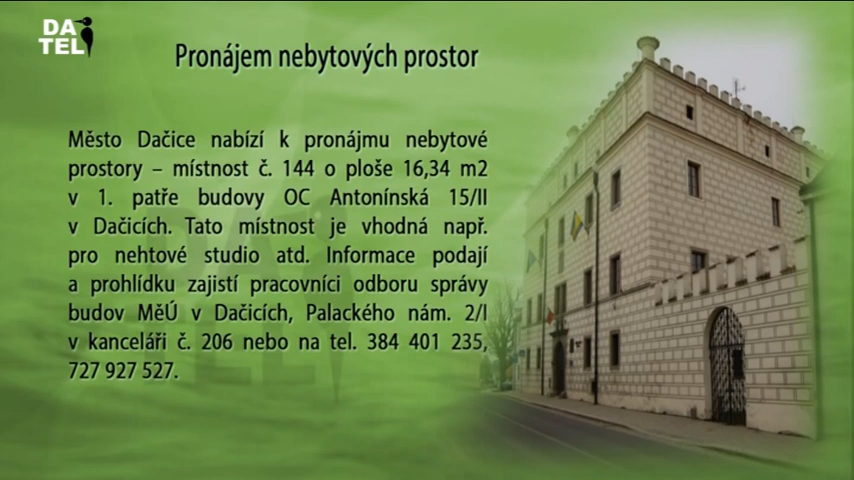 DA
TEL
Pronájem nebytových prostor
Město Dačice nabízí k pronájmu nebytové
prostory – místnost č. 144 o ploše 16,34 m2
v 1. patře budovy OC Antonínská 15/II
v Dačicích. Tato místnost je vhodná např.
pro nehtové studio atd. Informace podají
a prohlídku zajistí pracovníci odboru správy
budov MěÚ v Dačicích, Palackého nám. 2/I
v kanceláři č. 206 nebo na tel. 384 401 235,
727 927 527.